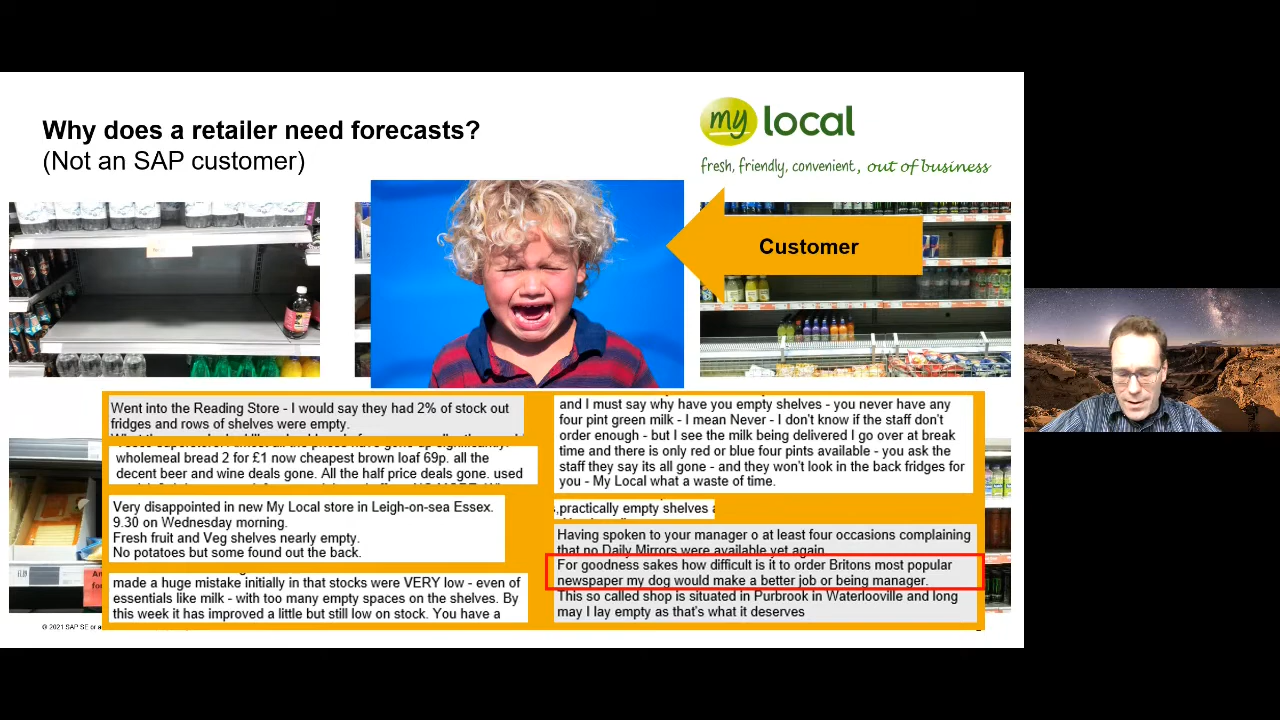 Why does a retailer need forecasts?
(Not an SAP customer)
my local
fresh, friendly, convenient, out of business
Customer
Went into the Reading Store - I would say they had 2% of stock out
fridges and rows of shelves were empty.
wholemeal bread 2 for £1 now cheapest brown loaf 69p. all the
decent beer and wine deals gone. All the half price deals gone. used
Very disappointed in new My Local store in Leigh-on-sea Essex.
9.30 on Wednesday morning.
Fresh fruit and Veg shelves nearly empty.
No potatoes but some found out the back.
made a huge mistake initially in that stocks were VERY low - even of
essentials like milk - with too many empty spaces on the shelves. By
this week it has improved a little but still low on stock. You have a
and I must say why have you empty shelves - you never have any
four pint green milk - I mean Never - I don't know if the staff don't
order enough - but I see the milk being delivered I go over at break
time and there is only red or blue four pints available - you ask the
staff they say its all gone - and they won't look in the back fridges for
you - My Local what a waste of time.
practically empty shelves
Having spoken to your manager o at least four occasions complaining
that no Daily Mirrors were available yet again
For goodness sakes how difficult is it to order Britons most popular
newspaper my dog would make a better job or being manager.
This so called shop is situated in Purbrook in Waterlooville and long
may I lay empty as that's what it deserves
© 2021 SAP SE or